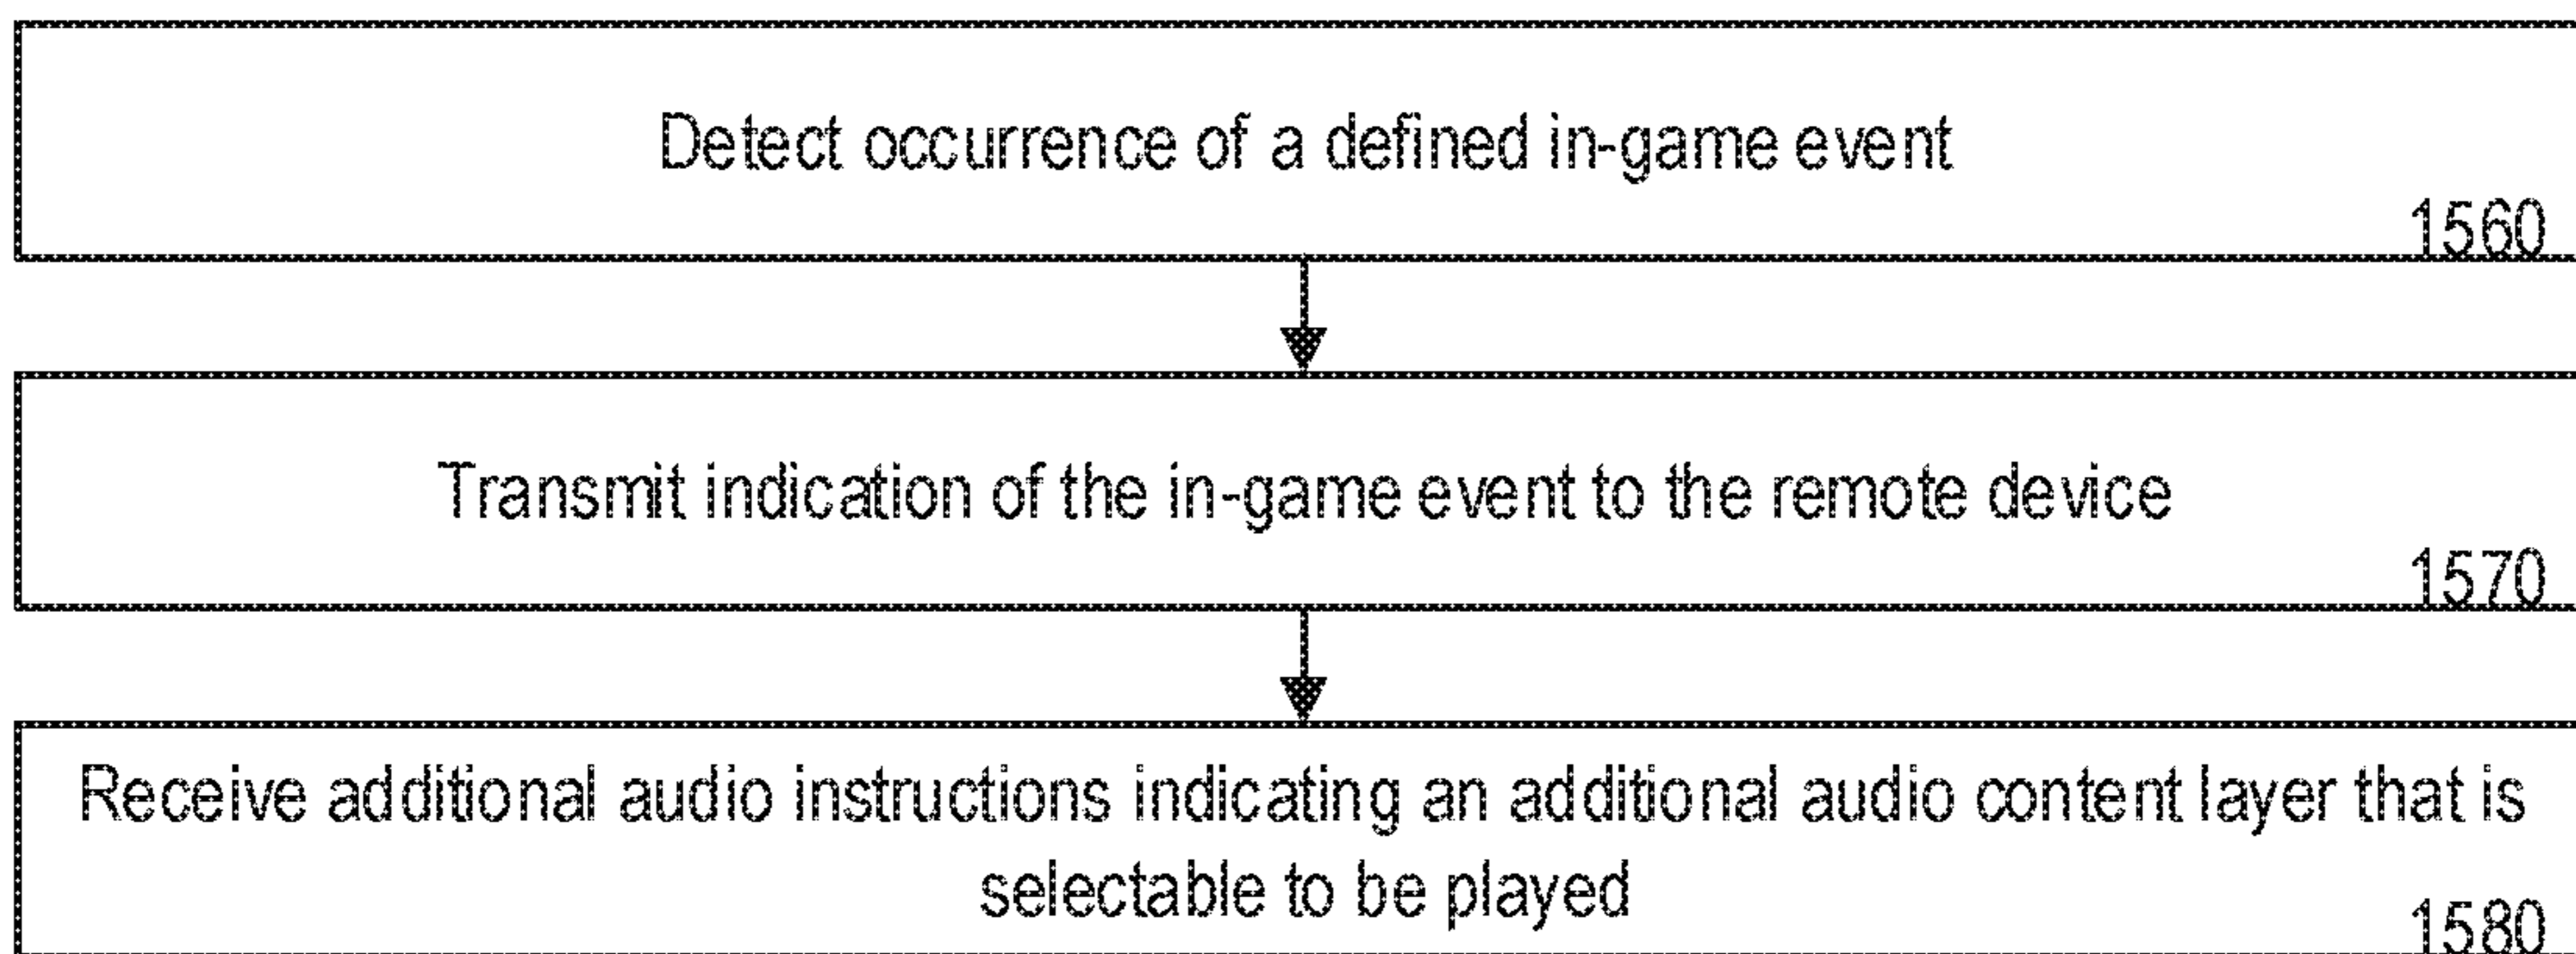 Detect occurrence of a defined in-game event
1560
Transmit indication of the in-game event to the remote device
1570
Receive additional audio instructions indicating an additional audio content layer that is
selectable to be played
1580